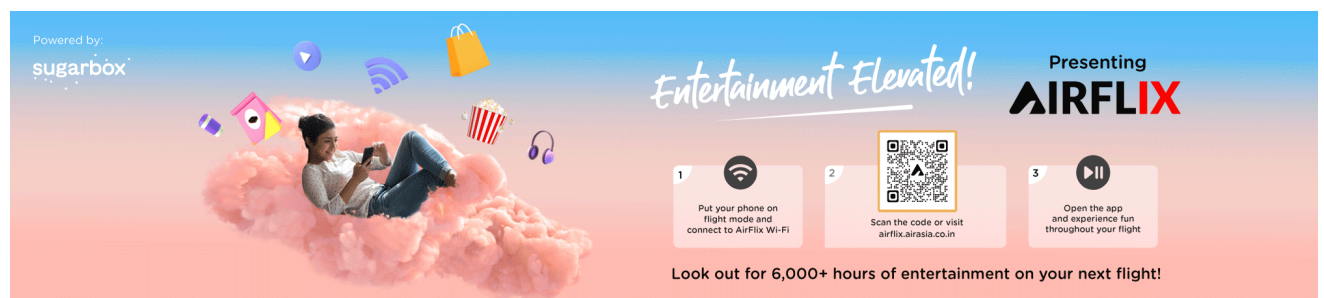 Powered by:
sugarbox
Entertainment Elevated!
Presenting
AIRFLIX
1
Put your phone on
flight mode and
connect to AirFlix Wi-Fi
2
Scan the code or visit
airflix.airasia.co.in
3
Open the app
and experience fun
throughout your flight
Look out for 6,000+ hours of entertainment on your next flight!